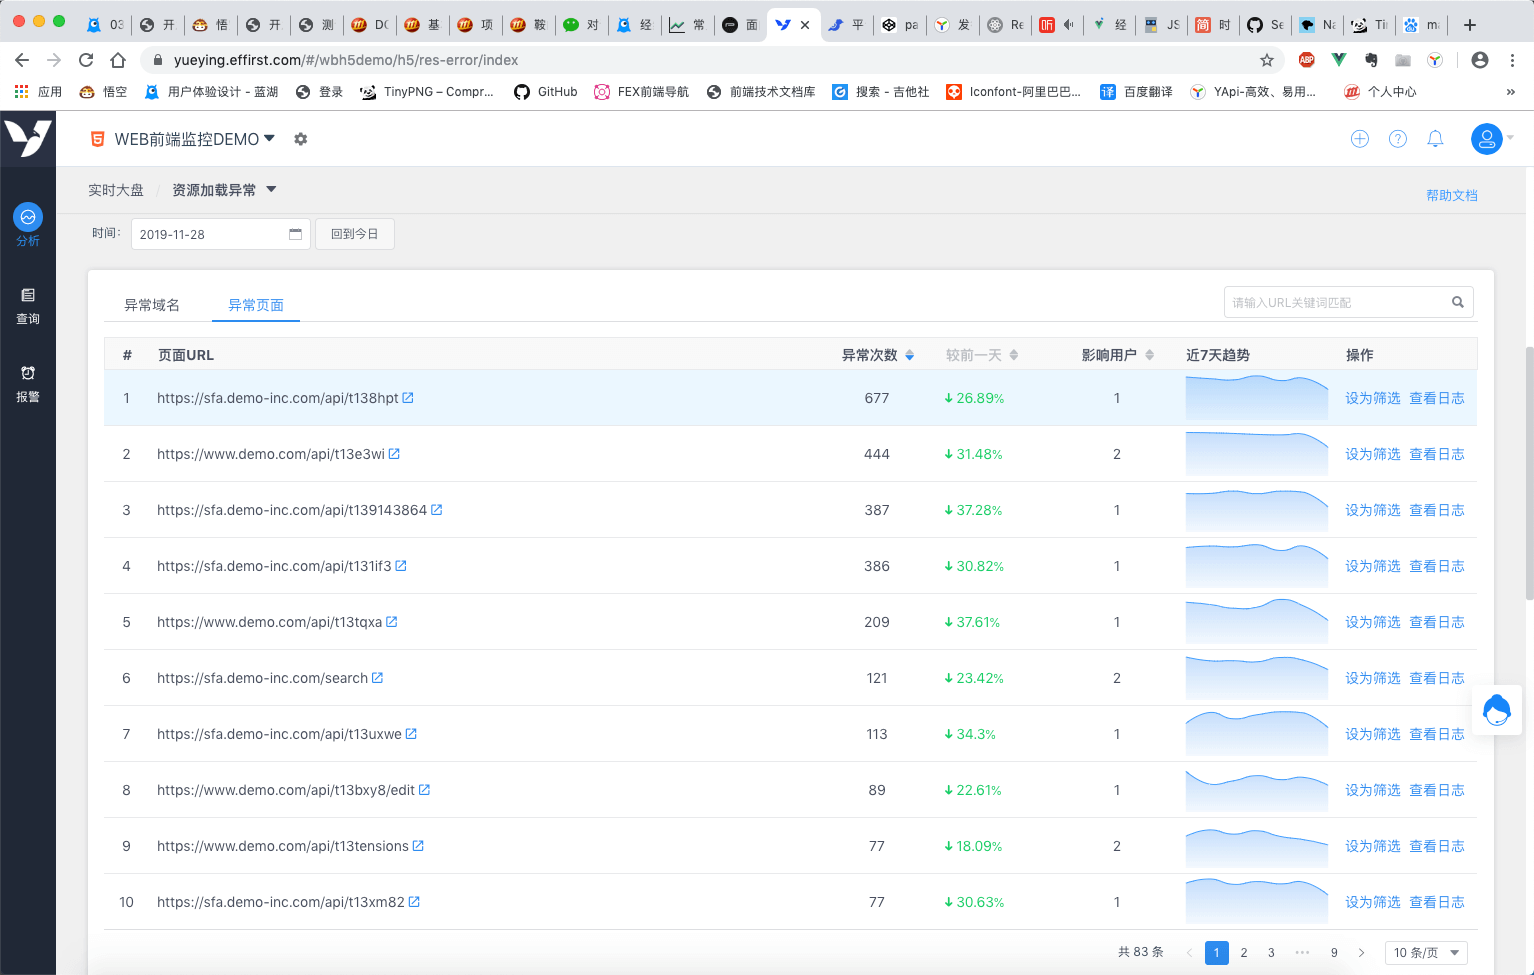 03 开 悟 开 测 DC 基 项 鞍 对 经 常 面 平 pa 发 Re 经 JS 时 Se Na Tin ma
yueying.effirst.com/#/wbh5demo/h5/res-error/index
应用 悟空 用户体验设计 - 蓝湖 登录 TinyPNG – Compr... GitHub FEX前端导航 前端技术文档库 搜索 - 吉他社 Iconfont-阿里巴巴... 百度翻译 YApi-高效、易用... 个人中心 »
WEB前端监控DEMO
实时大盘 / 资源加载异常
帮助文档
分析
查询
报警
时间: 2019-11-28 回到今日
异常域名 异常页面 请输入URL关键词匹配
# 页面URL 异常次数 较前一天 影响用户 近7天趋势 操作
1 https://sfa.demo-inc.com/api/t138hpt 677 26.89% 1 设为筛选 查看日志
2 https://www.demo.com/api/t13e3wi 444 31.48% 2 设为筛选 查看日志
3 https://sfa.demo-inc.com/api/t139143864 387 37.28% 1 设为筛选 查看日志
4 https://sfa.demo-inc.com/api/t131if3 386 30.82% 1 设为筛选 查看日志
5 https://www.demo.com/api/t13tqxa 209 37.61% 1 设为筛选 查看日志
6 https://sfa.demo-inc.com/search 121 23.42% 2 设为筛选 查看日志
7 https://sfa.demo-inc.com/api/t13uxwe 113 34.3% 1 设为筛选 查看日志
8 https://www.demo.com/api/t13bxy8/edit 89 22.61% 1 设为筛选 查看日志
9 https://www.demo.com/api/t13tensions 77 18.09% 2 设为筛选 查看日志
10 https://sfa.demo-inc.com/api/t13xm82 77 30.63% 1 设为筛选 查看日志
共 83 条 1 2 3 ••• 9 10 条/页